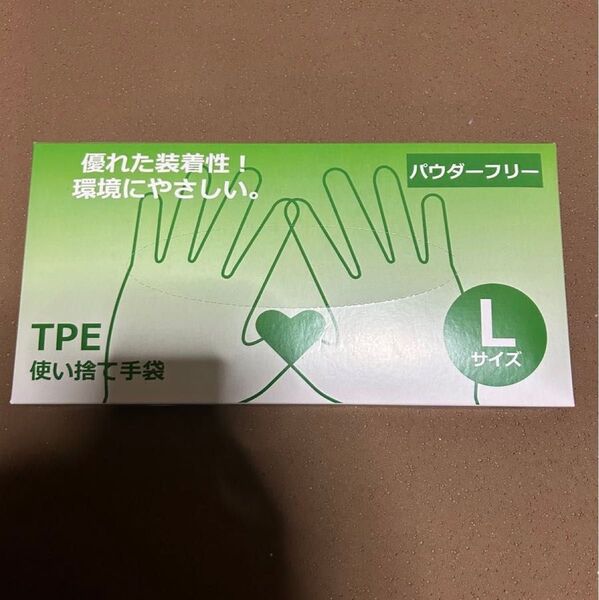 優れた装着性!
環境にやさしい。
パウダーフリー
TPE
使い捨て手袋
L
サイズ